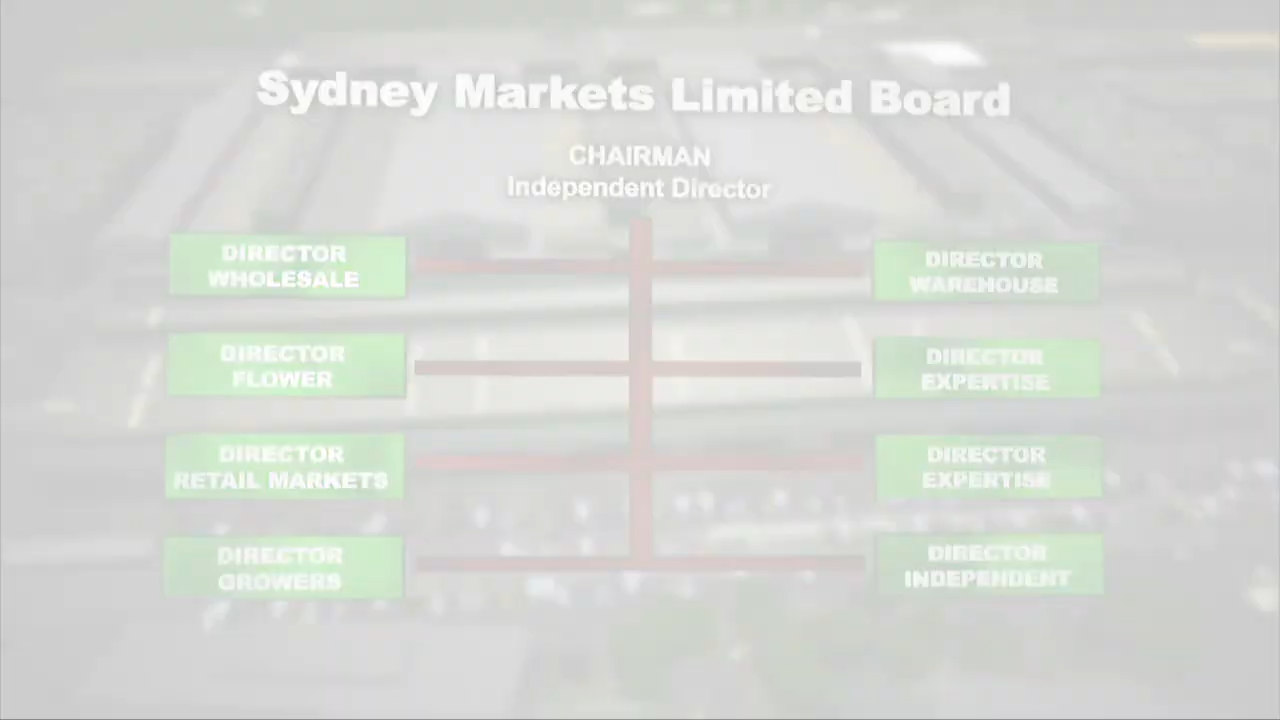 Sydney Markets Limited Board
CHAIRMAN
Independent Director
DIRECTOR
WHOLESALE
DIRECTOR
WAREHOUSE
DIRECTOR
FLOWER
DIRECTOR
EXPERTISE
DIRECTOR
RETAIL MARKETS
DIRECTOR
EXPERTISE
DIRECTOR
GROWERS
DIRECTOR
INDEPENDENT